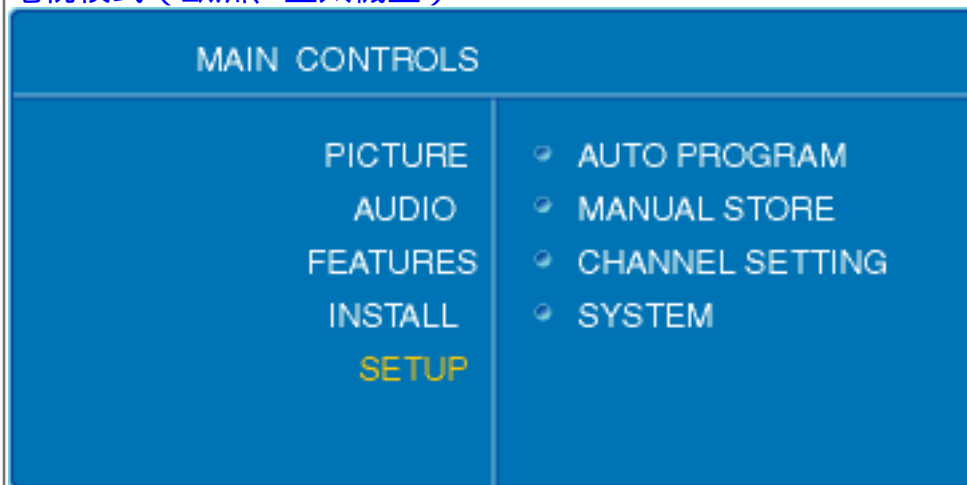 MAIN CONTROLS
PICTURE
AUDIO
FEATURES
INSTALL
SETUP
AUTO PROGRAM
MANUAL STORE
CHANNEL SETTING
SYSTEM